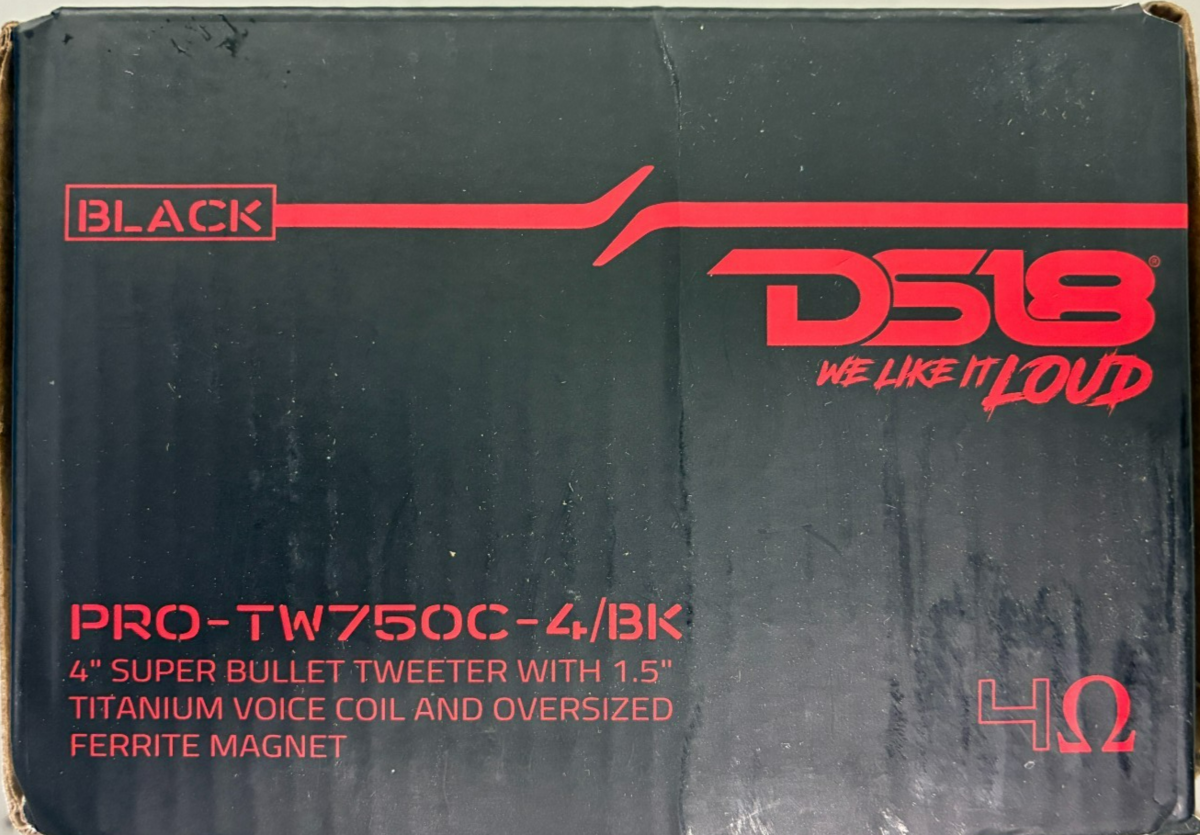 BLACK
DS18®
WE LIKE IT LOUD
PRO-TW750C-4/BK
4" SUPER BULLET TWEETER WITH 1.5"
TITANIUM VOICE COIL AND OVERSIZED
FERRITE MAGNET
4Ω